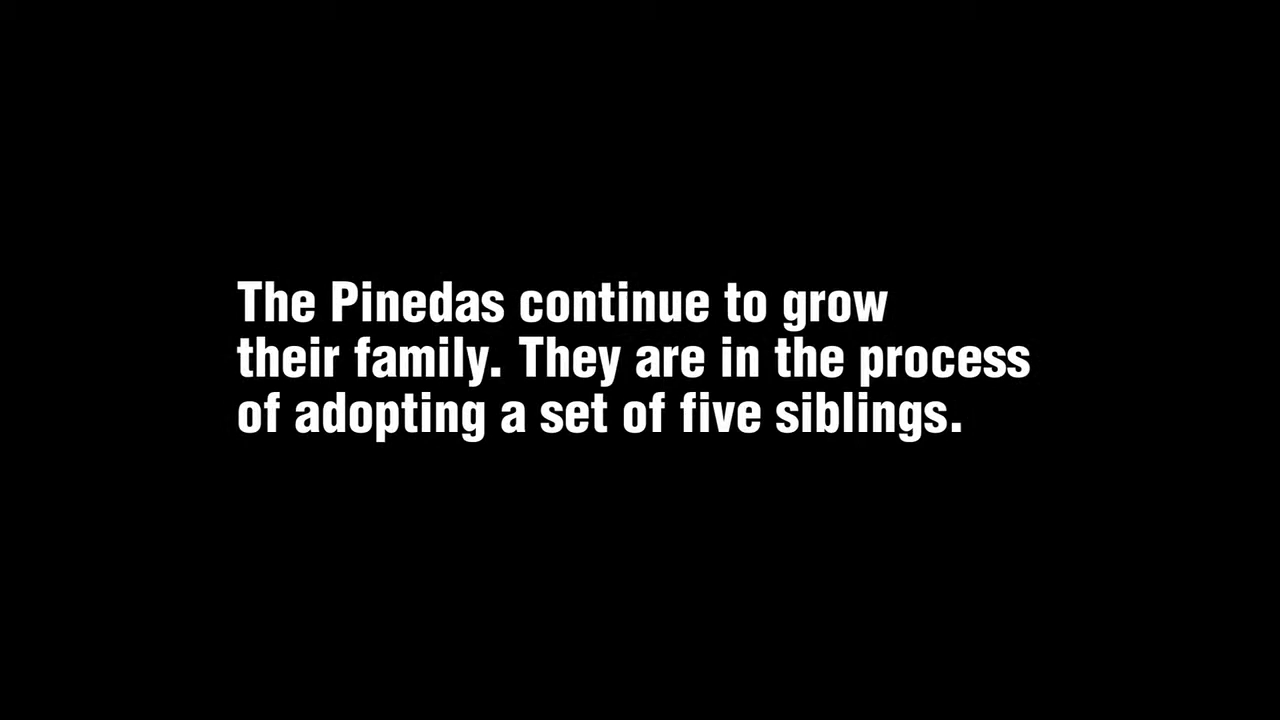 The Pinedas continue to grow
their family. They are in the process
of adopting a set of five siblings.